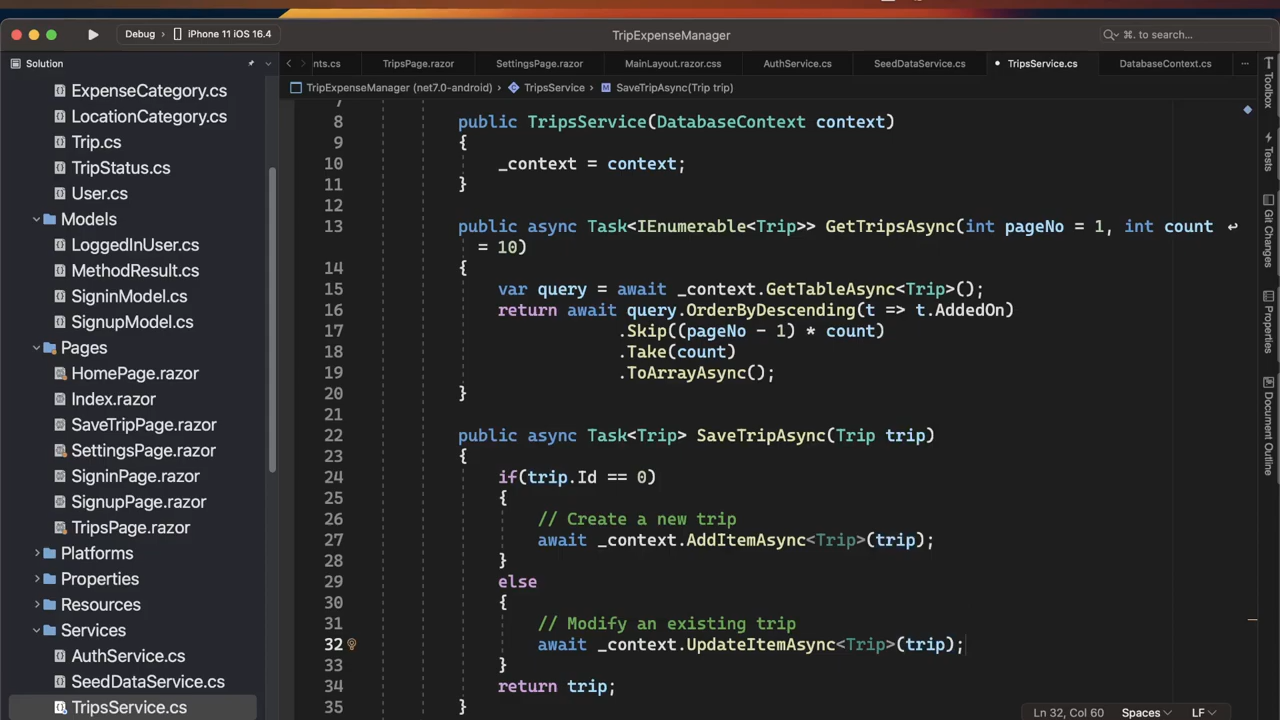 Debug › iPhone 11 iOS 16.4
TripExpenseManager
⌘. to search...
Solution
nts.cs
TripsPage.razor
SettingsPage.razor
MainLayout.razor.css
AuthService.cs
SeedDataService.cs
TripsService.cs
DatabaseContext.cs
TripExpenseManager (net7.0-android) › TripsService › SaveTripAsync(Trip trip)
ExpenseCategory.cs
LocationCategory.cs
Trip.cs
TripStatus.cs
User.cs
Models
LoggedInUser.cs
MethodResult.cs
SigninModel.cs
SignupModel.cs
Pages
HomePage.razor
Index.razor
SaveTripPage.razor
SettingsPage.razor
SigninPage.razor
SignupPage.razor
TripsPage.razor
Platforms
Properties
Resources
Services
AuthService.cs
SeedDataService.cs
TripsService.cs
7
8 public TripsService(DatabaseContext context)
9 {
10 _context = context;
11 }
12
13 public async Task<IEnumerable<Trip>> GetTripsAsync(int pageNo = 1, int count ↩
= 10)
14 {
15 var query = await _context.GetTableAsync<Trip>();
16 return await query.OrderByDescending(t => t.AddedOn)
17 .Skip((pageNo - 1) * count)
18 .Take(count)
19 .ToArrayAsync();
20 }
21
22 public async Task<Trip> SaveTripAsync(Trip trip)
23 {
24 if(trip.Id == 0)
25 {
26 // Create a new trip
27 await _context.AddItemAsync<Trip>(trip);
28 }
29 else
30 {
31 // Modify an existing trip
32 await _context.UpdateItemAsync<Trip>(trip);
33 }
34 return trip;
35 }
Toolbox
Tests
Git Changes
Properties
Document Outline
Ln 32, Col 60
Spaces
LF